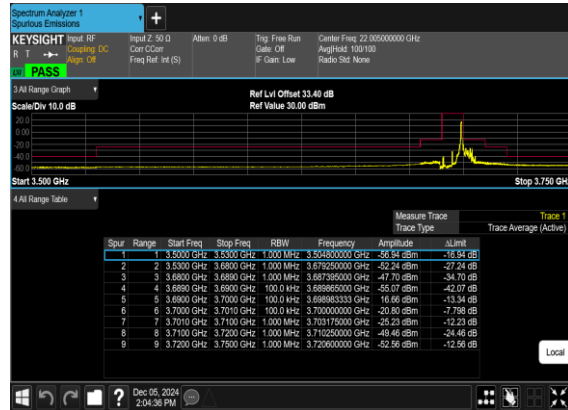 Spectrum Analyzer 1
Spurious Emissions
+
KEYSIGHT Input: RF Input Z: 50 Ω Atten: 0 dB Trig: Free Run Center Freq: 22.005000000 GHz
R T Coupling: DC Corr CCorr Gate: Off Avg|Hold: 100/100
Align: Off Freq Ref: Int (S) IF Gain: Low Radio Std: None
PASS
3 All Range Graph
Ref Lvl Offset 33.40 dB
Scale/Div 10.0 dB Ref Value 30.00 dBm
20.0
0.00
-20.0
-40.0
-60.0
Start 3.500 GHz Stop 3.750 GHz
4 All Range Table
Measure Trace Trace 1
Trace Type Trace Average (Active)
Spur Range Start Freq Stop Freq RBW Frequency Amplitude ΔLimit
1 1 3.5000 GHz 3.5300 GHz 1.000 MHz 3.504800000 GHz -56.94 dBm -16.94 dB
2 2 3.5300 GHz 3.6800 GHz 1.000 MHz 3.679250000 GHz -52.24 dBm -27.24 dB
3 3 3.6800 GHz 3.6890 GHz 1.000 MHz 3.687265000 GHz -47.70 dBm -34.70 dB
4 4 3.6890 GHz 3.6900 GHz 100.0 kHz 3.689865000 GHz -55.07 dBm -42.07 dB
5 5 3.6900 GHz 3.7000 GHz 100.0 kHz 3.698983333 GHz 16.66 dBm -13.34 dB
6 6 3.7000 GHz 3.7010 GHz 100.0 kHz 3.700000000 GHz -20.80 dBm -7.798 dB
7 7 3.7010 GHz 3.7100 GHz 1.000 MHz 3.703175000 GHz -25.23 dBm -12.23 dB
8 8 3.7100 GHz 3.7200 GHz 1.000 MHz 3.710250000 GHz -49.46 dBm -24.46 dB
9 9 3.7200 GHz 3.7500 GHz 1.000 MHz 3.720600000 GHz -52.56 dBm -12.56 dB
Local
? Dec 05, 2024
2:04:36 PM